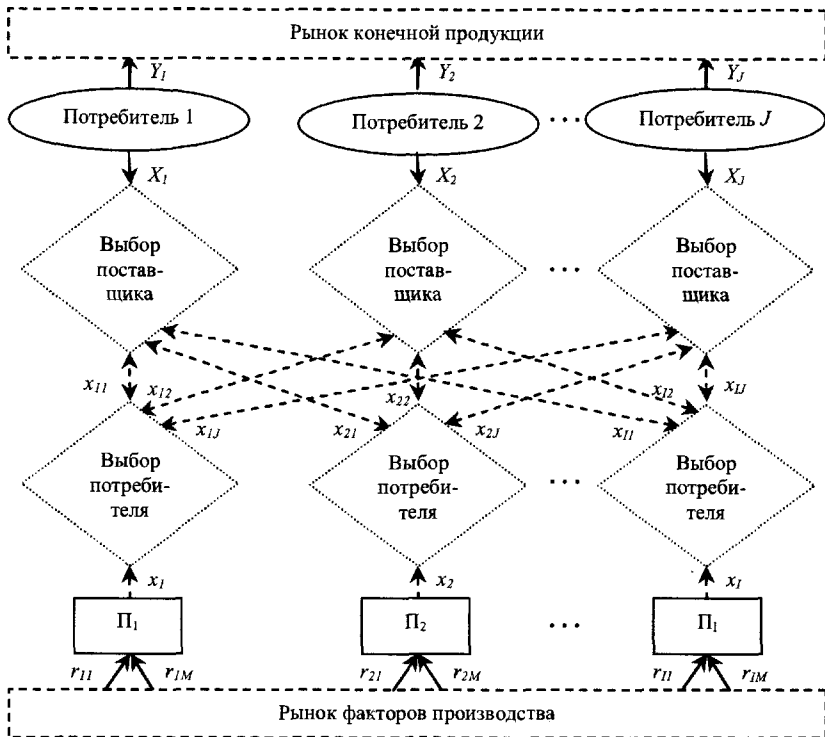 Рынок конечной продукции
Y1 Y2 YJ
Потребитель 1 Потребитель 2 ... Потребитель J
X1 X2 XJ
Выбор Выбор Выбор
постав- постав- ... постав-
щика щика щика
x11 x12 x22 xI2 xIJ
x1J x21 x2J xI1
Выбор Выбор Выбор
потреби- потреби- ... потреби-
теля теля теля
x1 x2 xI
П1 П2 ... ПI
r11 r1M r21 r2M rI1 rIM
Рынок факторов производства